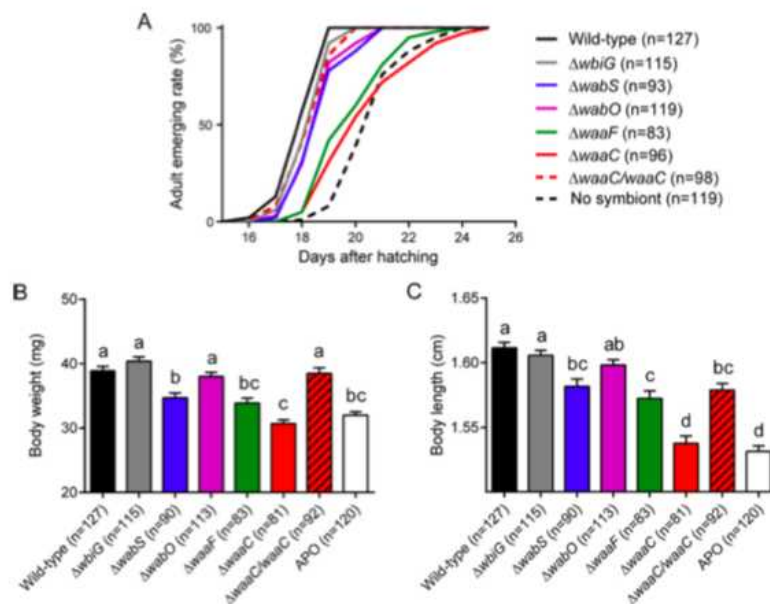 A
Adult emerging rate (%)
100
50
0
16 18 20 22 24 26
Days after hatching
Wild-type (n=127)
ΔwbiG (n=115)
ΔwabS (n=93)
ΔwabO (n=119)
ΔwaaF (n=83)
ΔwaaC (n=96)
ΔwaaC/waaC (n=98)
No symbiont (n=119)
B
Body weight (mg)
50
40
30
20
a a b a bc c a bc
Wild-type (n=127)
ΔwbiG (n=115)
ΔwabS (n=90)
ΔwabO (n=113)
ΔwaaF (n=83)
ΔwaaC (n=81)
ΔwaaC/waaC (n=92)
APO (n=120)
C
Body length (cm)
1.65
1.60
1.55
a a bc ab c d bc d
Wild-type (n=127)
ΔwbiG (n=115)
ΔwabS (n=90)
ΔwabO (n=113)
ΔwaaF (n=83)
ΔwaaC (n=81)
ΔwaaC/waaC (n=92)
APO (n=120)